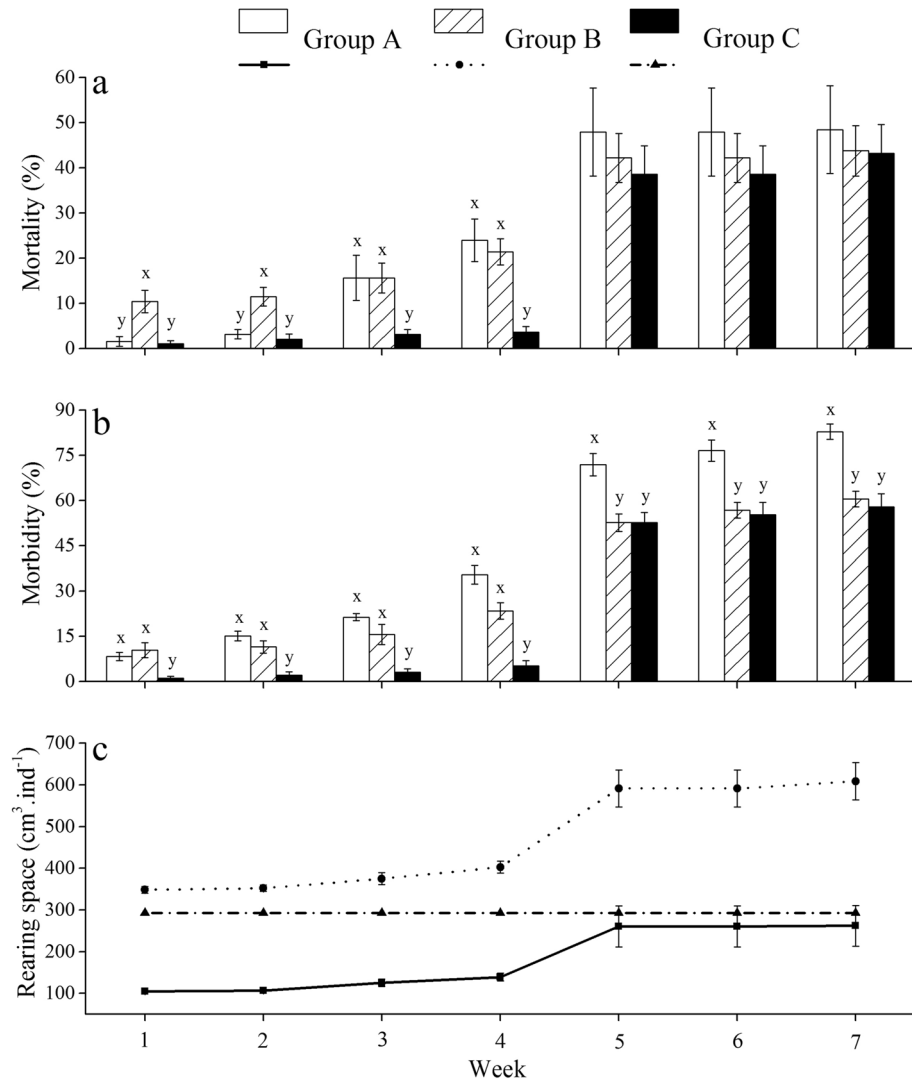 Group A Group B Group C
a
Mortality (%)
60
50
40
30
20
10
0
y x y x y y x x y x x y
b
Morbidity (%)
90
75
60
45
30
15
0
x x y x x y x x y x x y x y y x y y x y y
c
Rearing space (cm³.ind⁻¹)
700
600
500
400
300
200
100
1 2 3 4 5 6 7
Week